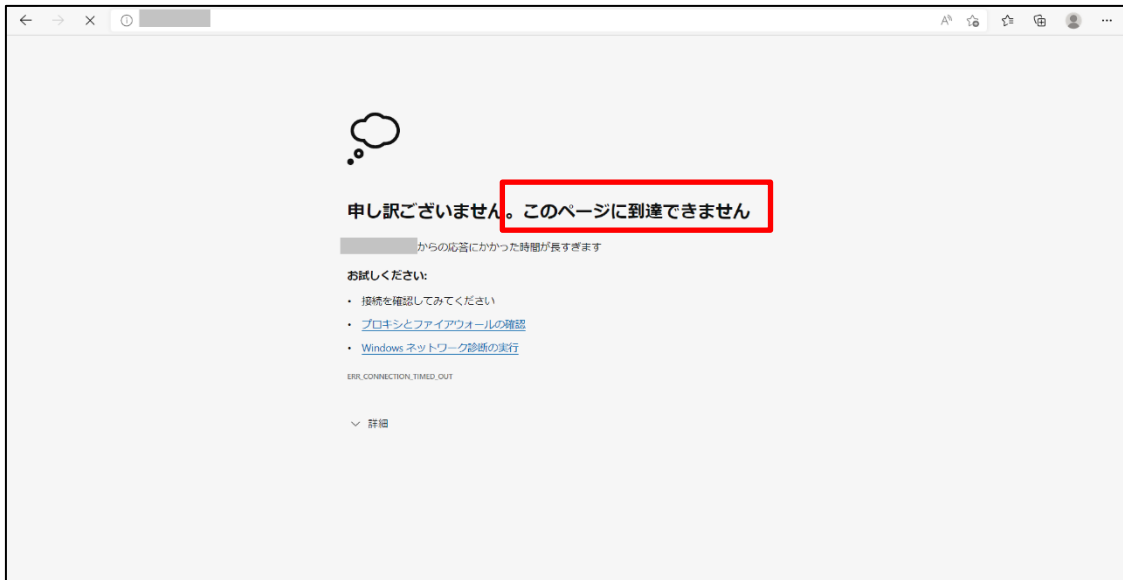 申し訳ございません。このページに到達できません
からの応答にかかった時間が長すぎます
お試しください:
• 接続を確認してみてください
• プロキシとファイアウォールの確認
• Windows ネットワーク診断の実行
ERR_CONNECTION_TIMED_OUT
詳細